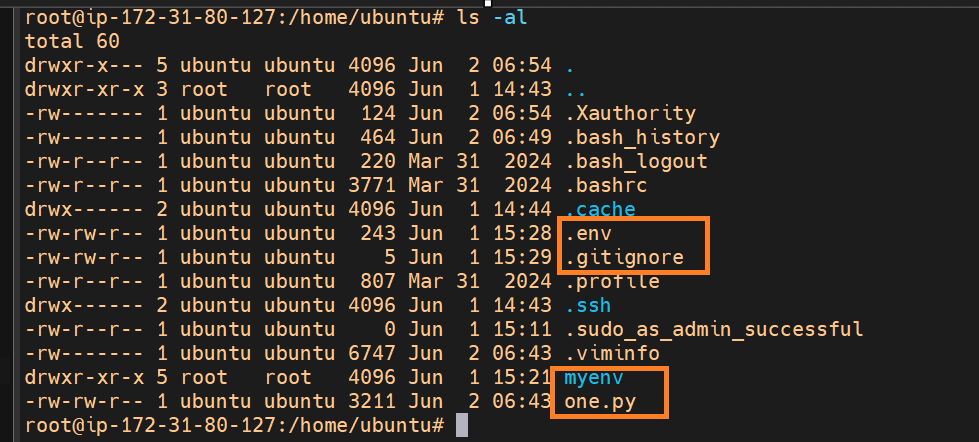 root@ip-172-31-80-127:/home/ubuntu# ls -al
total 60
drwxr-x--- 5 ubuntu ubuntu 4096 Jun  2 06:54 .
drwxr-xr-x 3 root   root   4096 Jun  1 14:43 ..
-rw------- 1 ubuntu ubuntu  124 Jun  2 06:54 .Xauthority
-rw------- 1 ubuntu ubuntu  464 Jun  2 06:49 .bash_history
-rw-r--r-- 1 ubuntu ubuntu  220 Mar 31  2024 .bash_logout
-rw-r--r-- 1 ubuntu ubuntu 3771 Mar 31  2024 .bashrc
drwx------ 2 ubuntu ubuntu 4096 Jun  1 14:44 .cache
-rw-rw-r-- 1 ubuntu ubuntu  243 Jun  1 15:28 .env
-rw-rw-r-- 1 ubuntu ubuntu    5 Jun  1 15:29 .gitignore
-rw-r--r-- 1 ubuntu ubuntu  807 Mar 31  2024 .profile
drwx------ 2 ubuntu ubuntu 4096 Jun  1 14:43 .ssh
-rw-r--r-- 1 ubuntu ubuntu    0 Jun  1 15:11 .sudo_as_admin_successful
-rw------- 1 ubuntu ubuntu 6747 Jun  2 06:43 .viminfo
drwxr-xr-x 5 root   root   4096 Jun  1 15:21 myenv
-rw-rw-r-- 1 ubuntu ubuntu 3211 Jun  2 06:43 one.py
root@ip-172-31-80-127:/home/ubuntu#